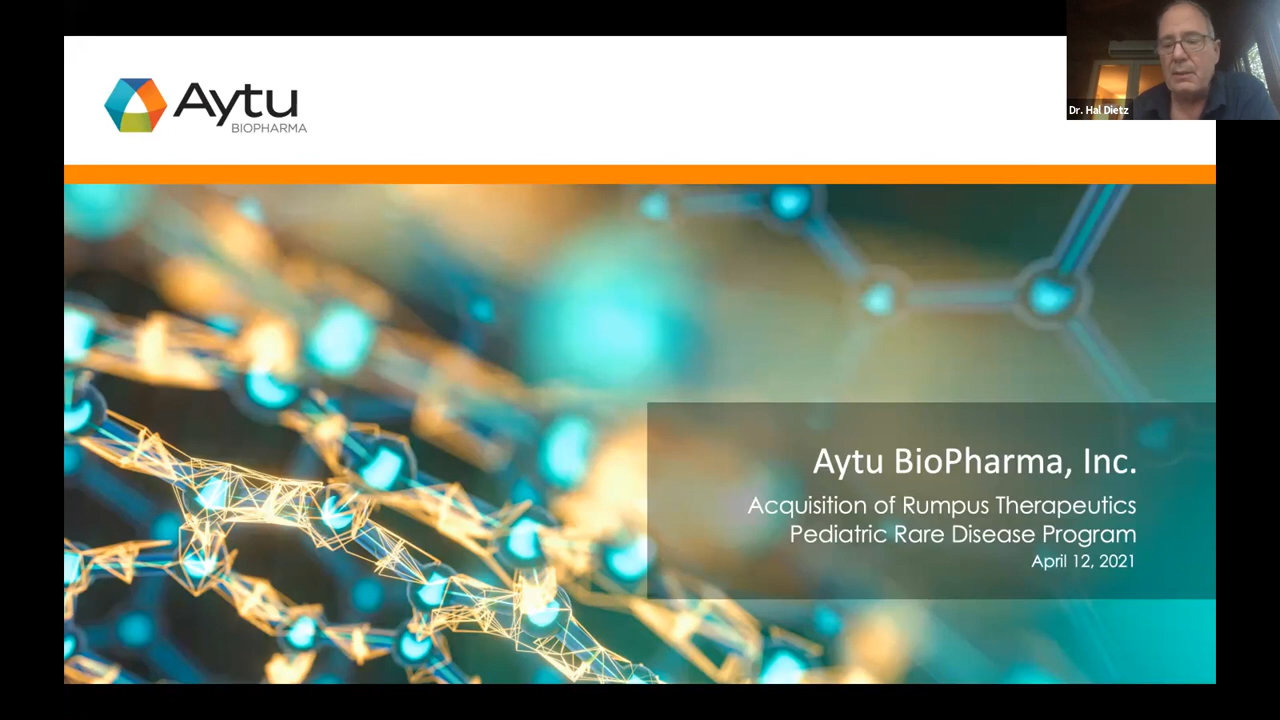 Aytu
BIOPHARMA
Dr. Hal Dietz
Aytu BioPharma, Inc.
Acquisition of Rumpus Therapeutics
Pediatric Rare Disease Program
April 12, 2021